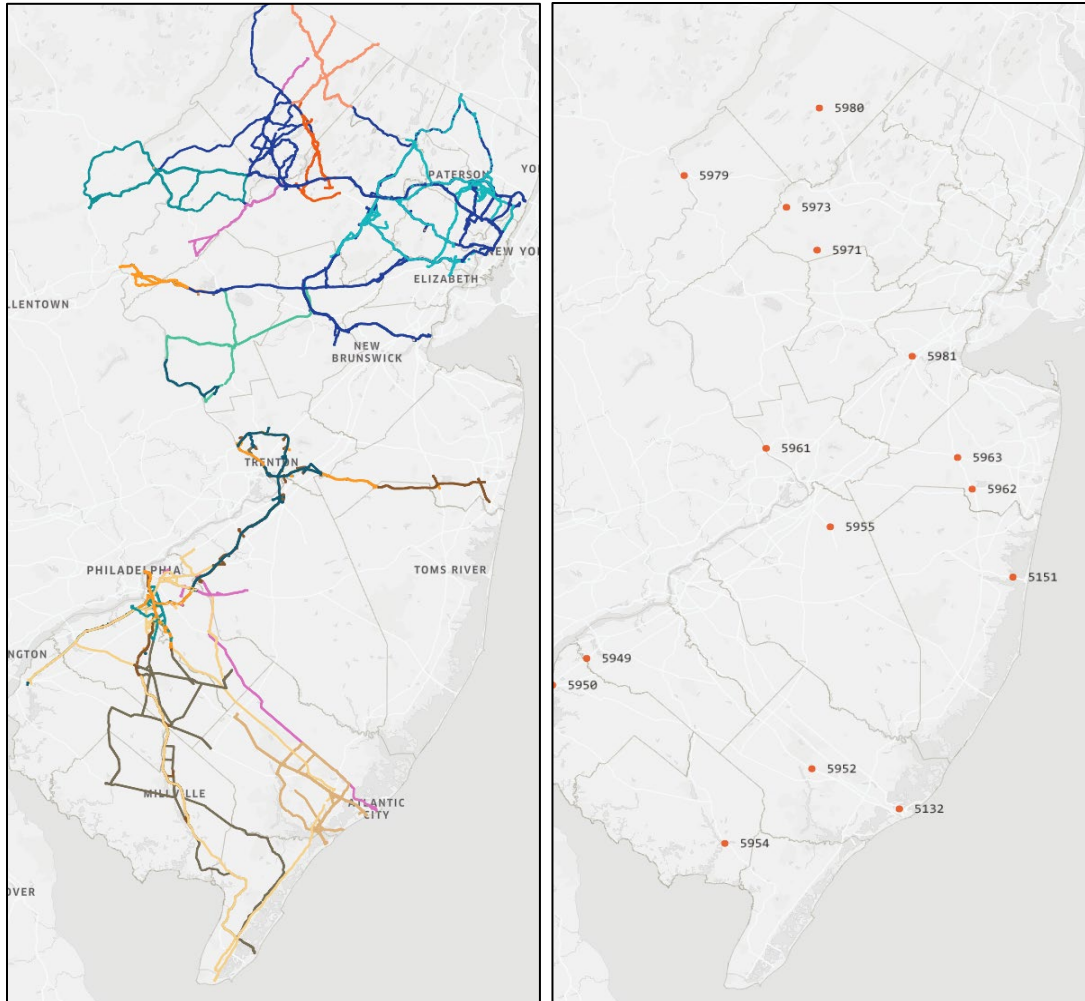 PATERSON
YO
NEW YO
ELIZABETH
LLENTOWN
NEW
BRUNSWICK
TRENTON
PHILADELPHIA
TOMS RIVER
NGTON
MILLVILLE
ATLANTIC
CITY
OVER
5980
5979
5973
5971
5981
5961
5963
5962
5955
5151
5949
5950
5952
5132
5954